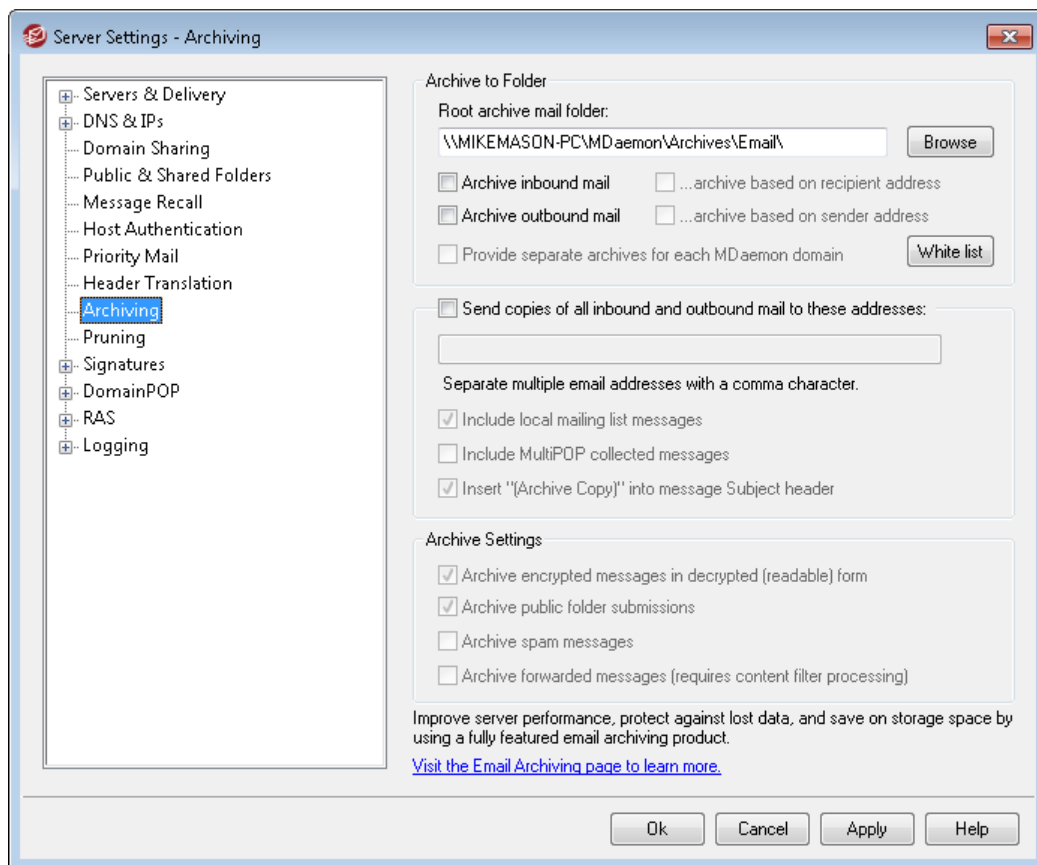 Server Settings - Archiving
Servers & Delivery
DNS & IPs
Domain Sharing
Public & Shared Folders
Message Recall
Host Authentication
Priority Mail
Header Translation
Archiving
Pruning
Signatures
DomainPOP
RAS
Logging
Archive to Folder
Root archive mail folder:
\\MIKEMASON-PC\MDaemon\Archives\Email\
Browse
Archive inbound mail
...archive based on recipient address
Archive outbound mail
...archive based on sender address
Provide separate archives for each MDaemon domain
White list
Send copies of all inbound and outbound mail to these addresses:
Separate multiple email addresses with a comma character.
Include local mailing list messages
Include MultiPOP collected messages
Insert "(Archive Copy)" into message Subject header
Archive Settings
Archive encrypted messages in decrypted (readable) form
Archive public folder submissions
Archive spam messages
Archive forwarded messages (requires content filter processing)
Improve server performance, protect against lost data, and save on storage space by
using a fully featured email archiving product.
Visit the Email Archiving page to learn more.
Ok
Cancel
Apply
Help